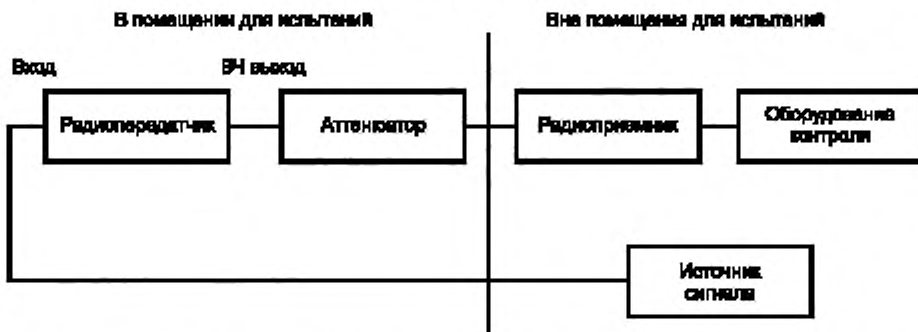 В помещении для испытаний
Вне помещения для испытаний
Вход
ВЧ выход
Радиопередатчик
Аттенюатор
Радиоприемник
Оборудование
контроля
Источник
сигнала